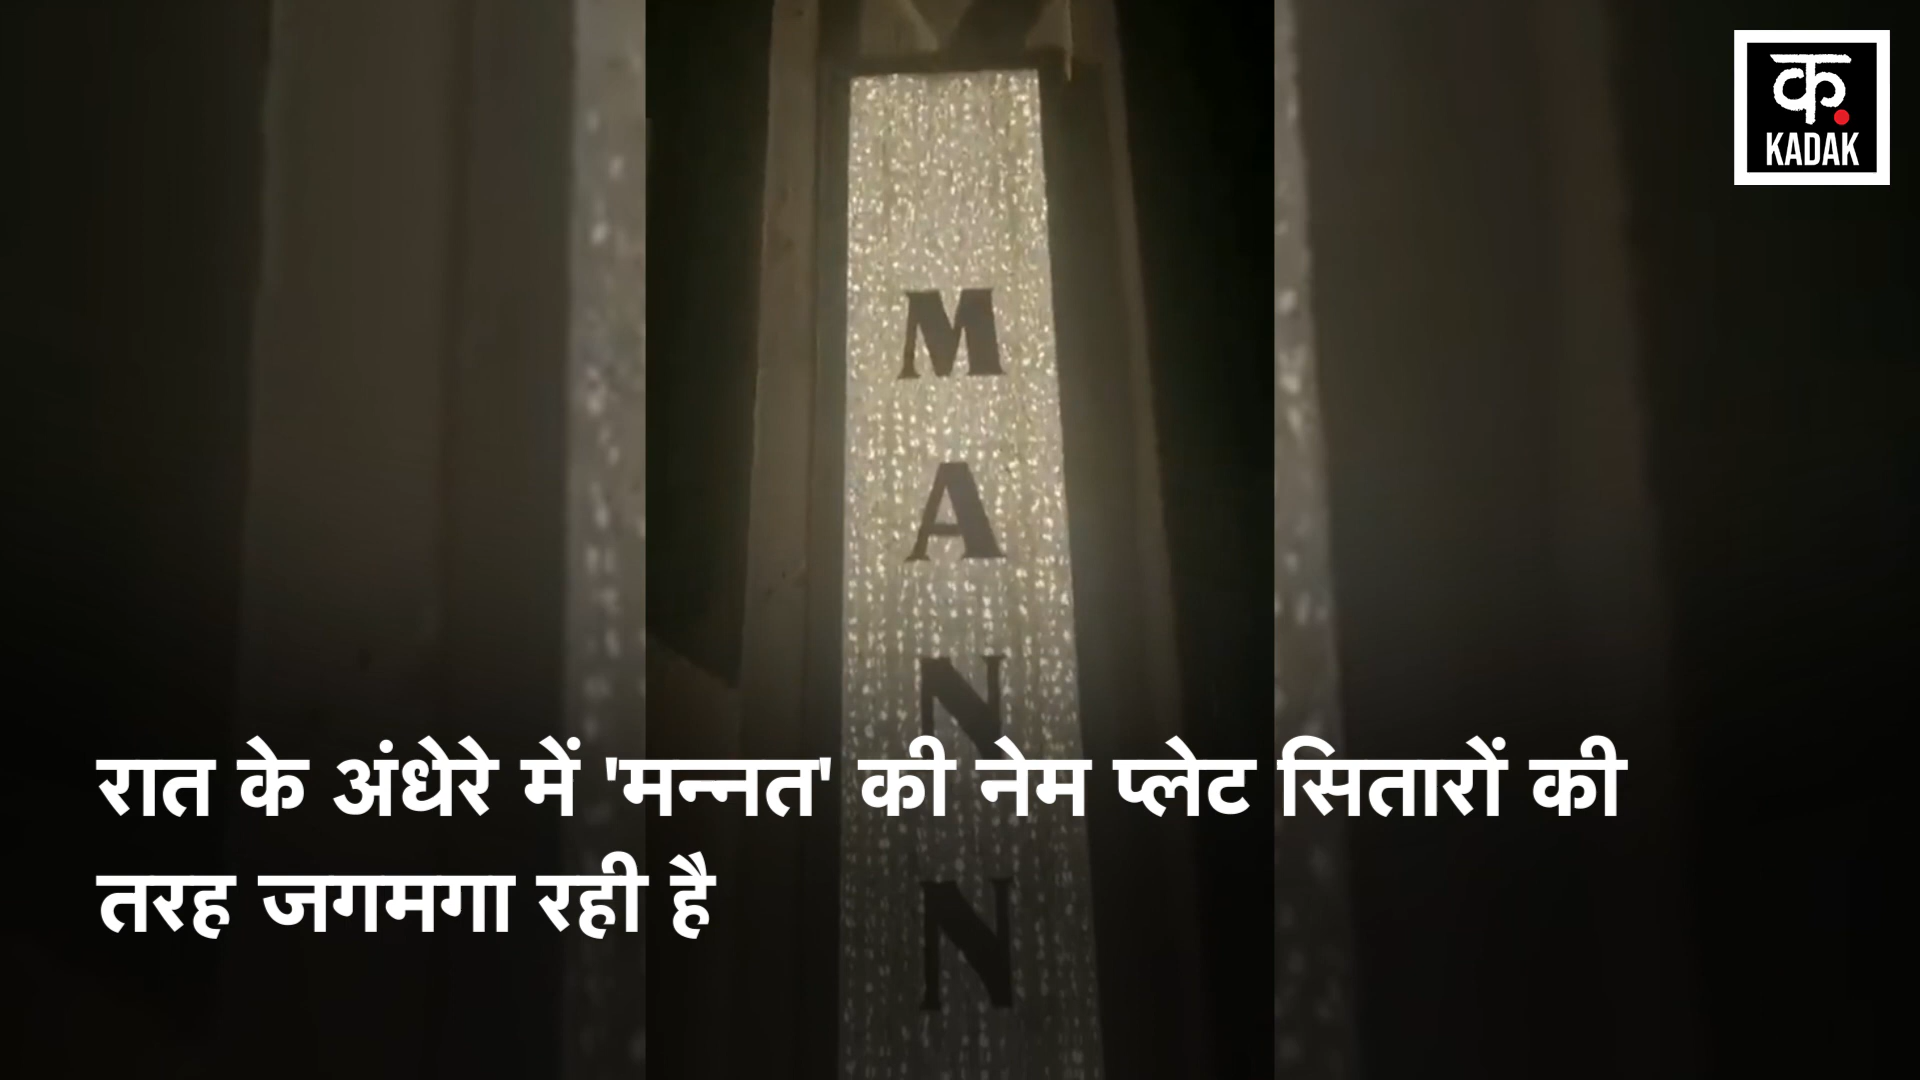 क.
KADAK
M
A
N
N
रात के अंधेरे में 'मन्नत' की नेम प्लेट सितारों की
तरह जगमगा रही है